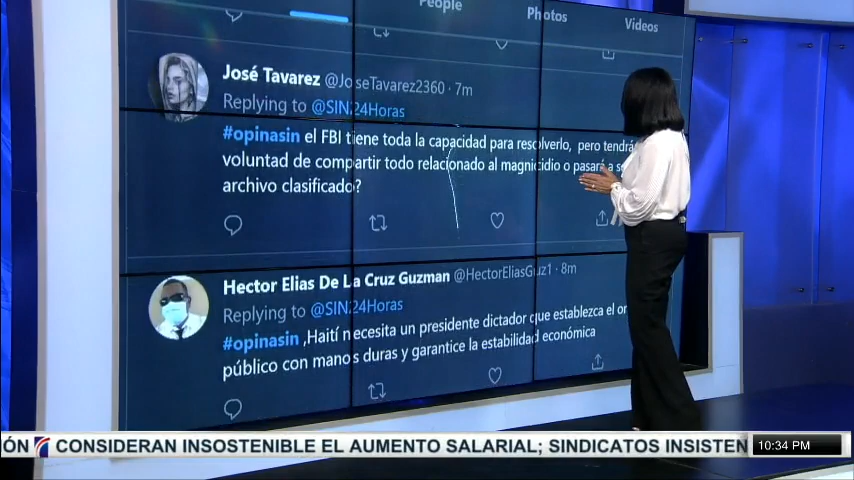 People
Photos
Videos
José Tavarez @JoseTavarez2360 · 7m
Replying to @SIN24Horas
#opinasin el FBI tiene toda la capacidad para resolverlo, pero tendrá
voluntad de compartir todo relacionado al magnicidio o pasará a se
archivo clasificado?
Hector Elias De La Cruz Guzman @HectorEliasGuz1 · 8m
Replying to @SIN24Horas
#opinasin ,Haití necesita un presidente dictador que establezca el or
público con manos duras y garantice la estabilidad económica
ÓN CONSIDERAN INSOSTENIBLE EL AUMENTO SALARIAL; SINDICATOS INSISTEN
10:34 PM